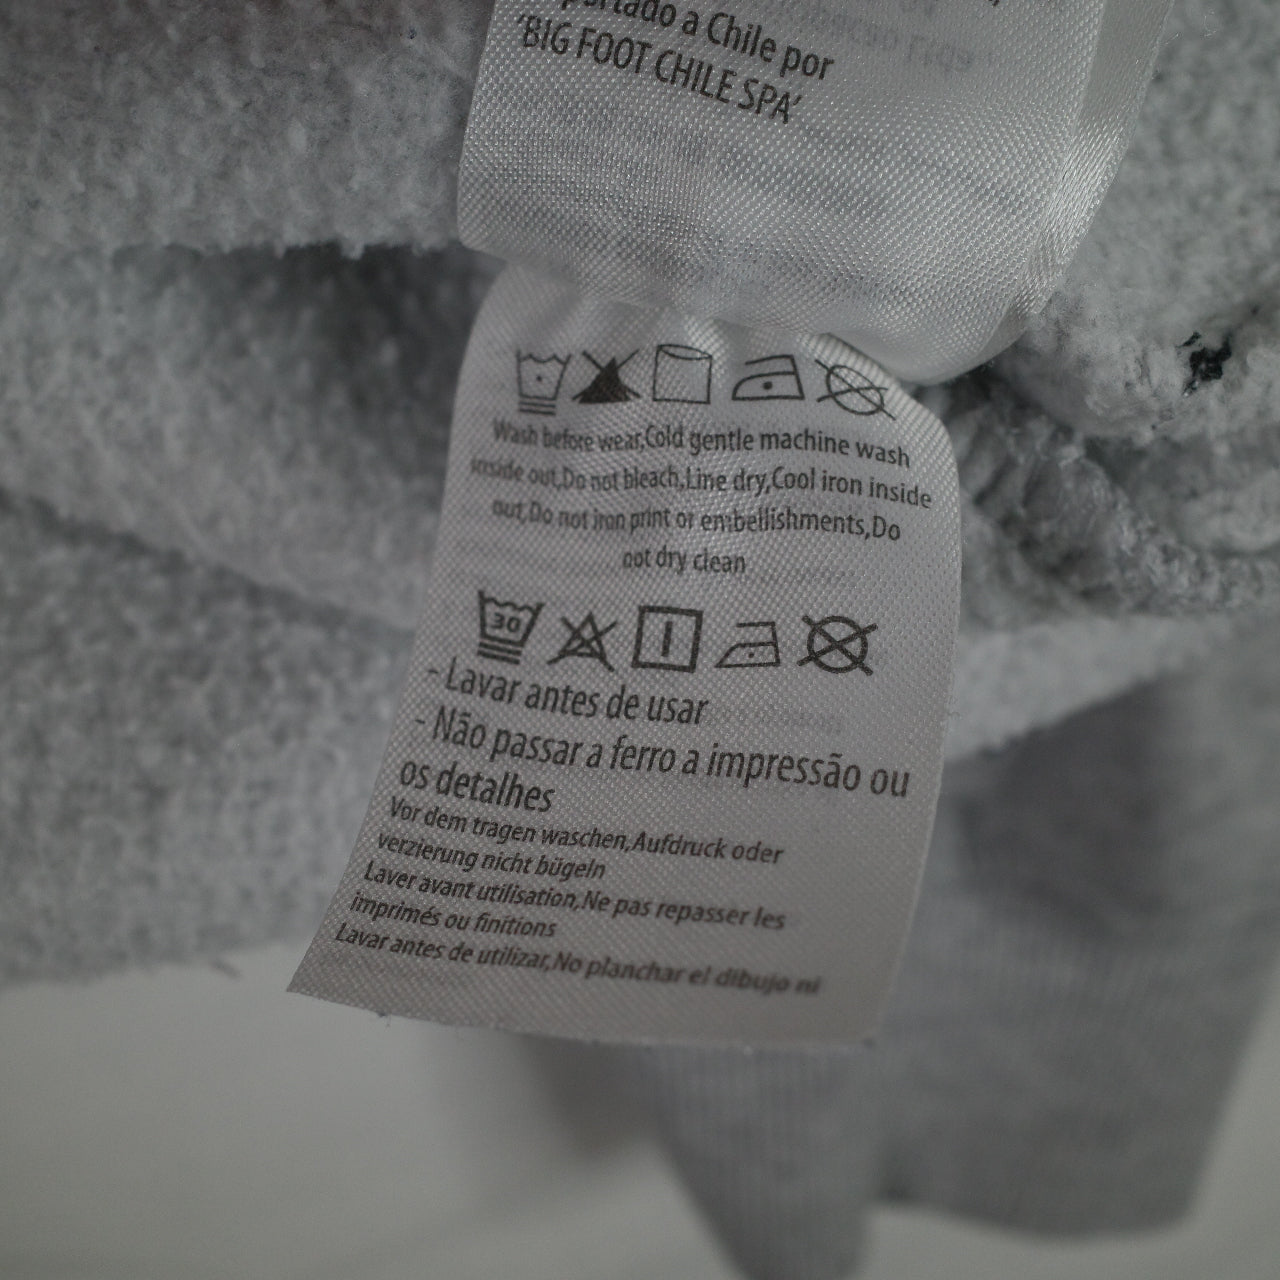 portado a Chile por
'BIG FOOT CHILE SPA'
Wash before wear,Cold gentle machine wash
inside out,Do not bleach,Line dry,Cool iron inside
out,Do not iron print or embellishments,Do
not dry clean
30
- Lavar antes de usar
- Não passar a ferro a impressão ou
os detalhes
Vor dem tragen waschen,Aufdruck oder
verzierung nicht bügeln
Laver avant utilisation,Ne pas repasser les
imprimés ou finitions
Lavar antes de utilizar,No planchar el dibujo ni